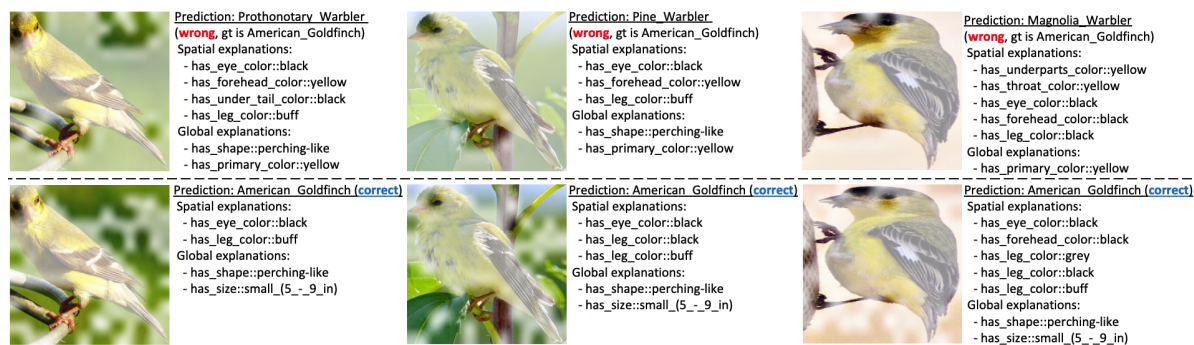 Prediction: Prothonotary_Warbler
(wrong, gt is American_Goldfinch)
Spatial explanations:
- has_eye_color::black
- has_forehead_color::yellow
- has_under_tail_color::black
- has_leg_color::buff
Global explanations:
- has_shape::perching-like
- has_primary_color::yellow
Prediction: Pine_Warbler
(wrong, gt is American_Goldfinch)
Spatial explanations:
- has_eye_color::black
- has_forehead_color::yellow
- has_leg_color::buff
Global explanations:
- has_shape::perching-like
- has_primary_color::yellow
Prediction: Magnolia_Warbler
(wrong, gt is American_Goldfinch)
Spatial explanations:
- has_underparts_color::yellow
- has_throat_color::yellow
- has_eye_color::black
- has_forehead_color::black
- has_leg_color::black
Global explanations:
- has_primary_color::yellow
Prediction: American_Goldfinch (correct)
Spatial explanations:
- has_eye_color::black
- has_leg_color::buff
Global explanations:
- has_shape::perching-like
- has_size::small_(5_-_9_in)
Prediction: American_Goldfinch (correct)
Spatial explanations:
- has_eye_color::black
- has_leg_color::black
- has_leg_color::buff
Global explanations:
- has_shape::perching-like
- has_size::small_(5_-_9_in)
Prediction: American_Goldfinch (correct)
Spatial explanations:
- has_eye_color::black
- has_forehead_color::black
- has_leg_color::grey
- has_leg_color::black
- has_leg_color::buff
Global explanations:
- has_shape::perching-like
- has_size::small_(5_-_9_in)